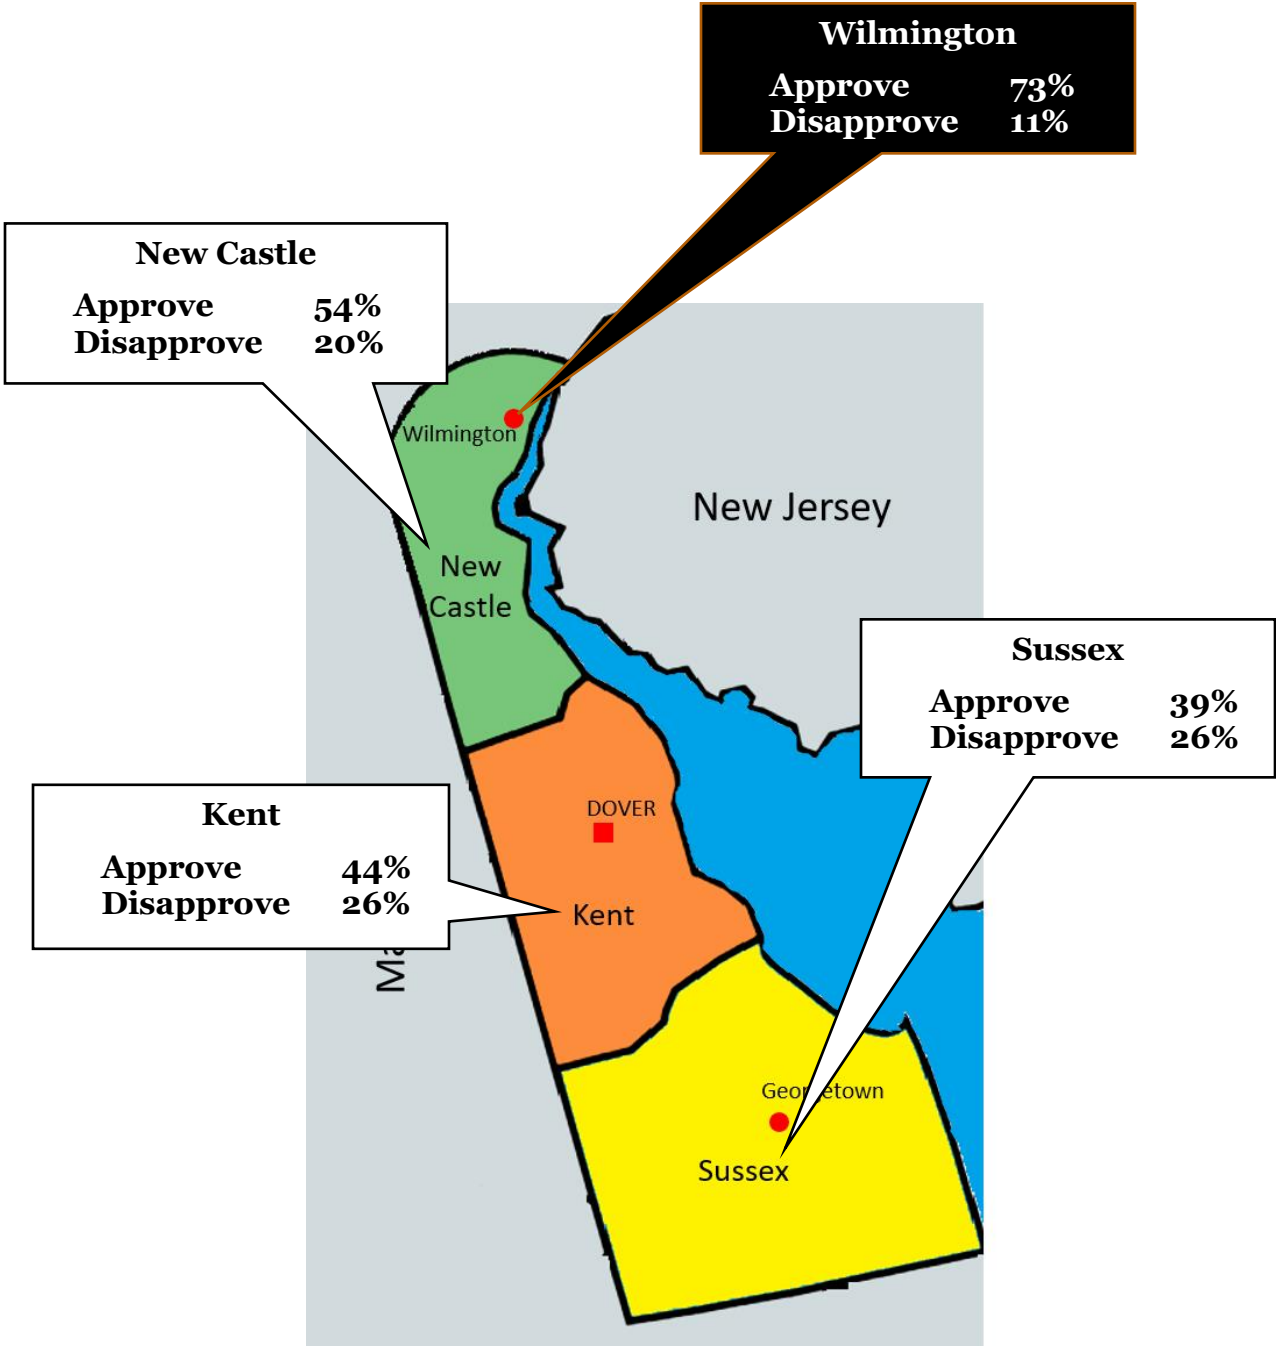 Wilmington
Approve 73%
Disapprove 11%
New Castle
Approve 54%
Disapprove 20%
Wilmington
New Jersey
New
Castle
Sussex
Approve 39%
Disapprove 26%
Kent
Approve 44%
Disapprove 26%
DOVER
Kent
Ma
Georgetown
Sussex